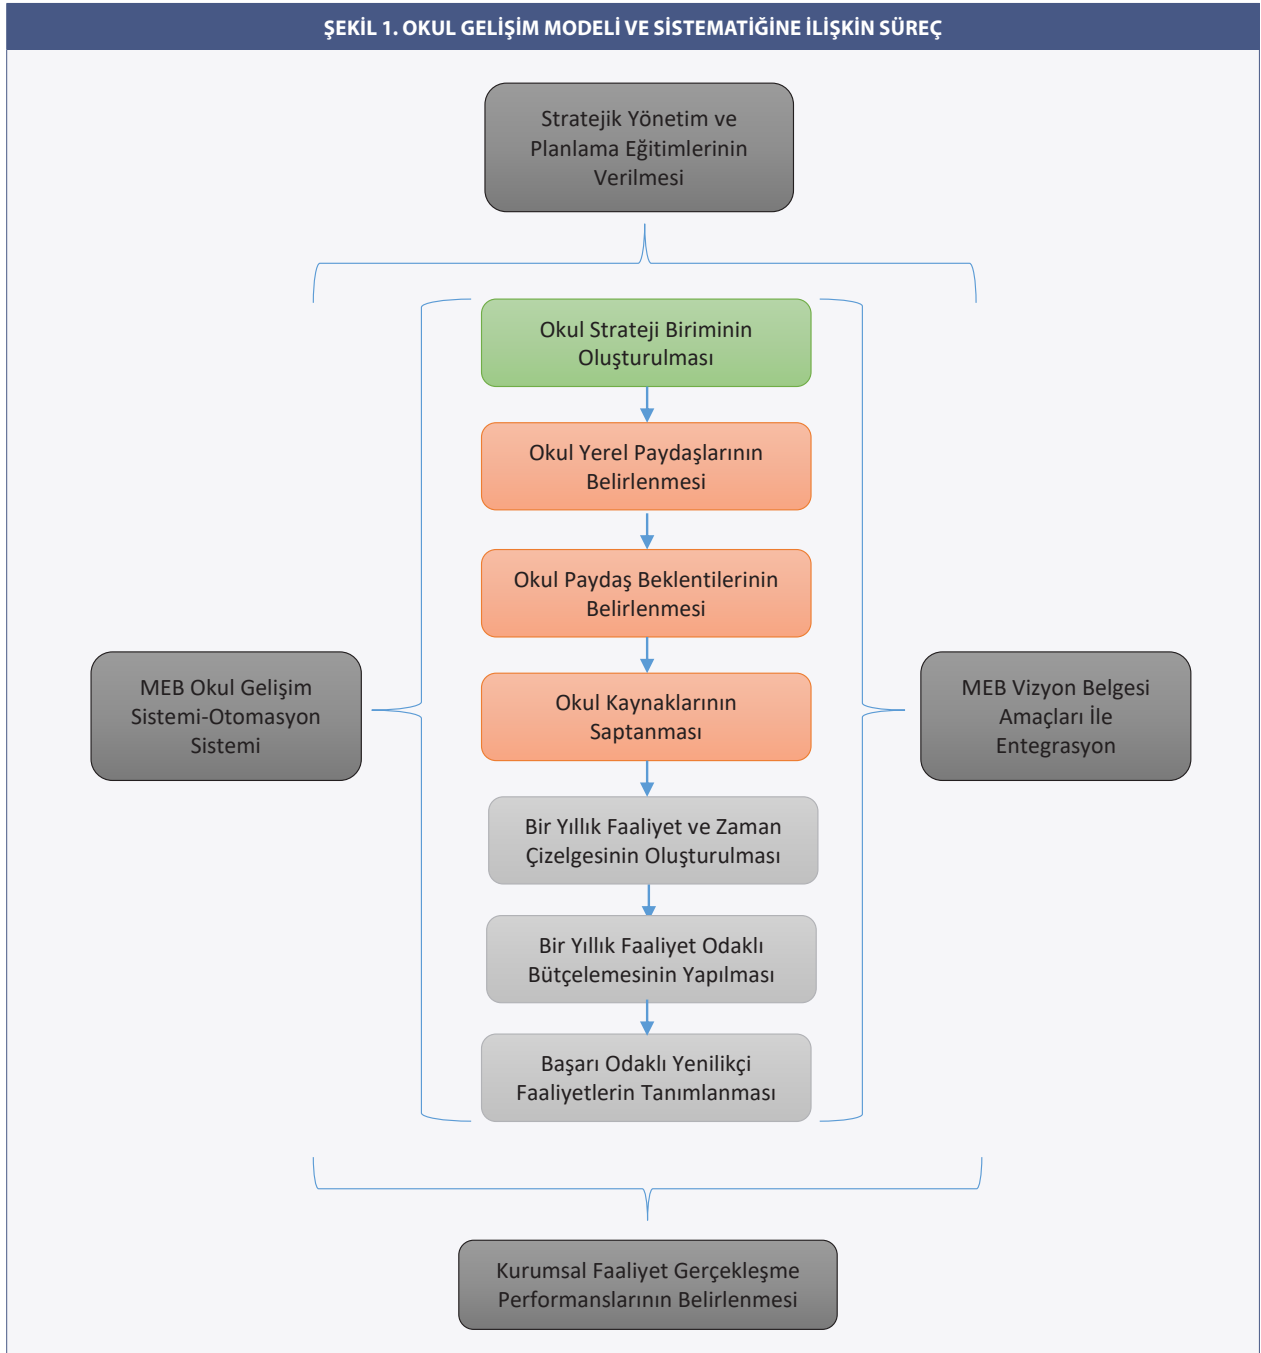 ŞEKİL 1. OKUL GELİŞİM MODELİ VE SİSTEMATİĞİNE İLİŞKİN SÜREÇ
Stratejik Yönetim ve
Planlama Eğitimlerinin
Verilmesi
Okul Strateji Biriminin
Oluşturulması
Okul Yerel Paydaşlarının
Belirlenmesi
Okul Paydaş Beklentilerinin
Belirlenmesi
MEB Okul Gelişim
Sistemi-Otomasyon
Sistemi
Okul Kaynaklarının
Saptanması
MEB Vizyon Belgesi
Amaçları İle
Entegrasyon
Bir Yıllık Faaliyet ve Zaman
Çizelgesinin Oluşturulması
Bir Yıllık Faaliyet Odaklı
Bütçelemesinin Yapılması
Başarı Odaklı Yenilikçi
Faaliyetlerin Tanımlanması
Kurumsal Faaliyet Gerçekleşme
Performanslarının Belirlenmesi